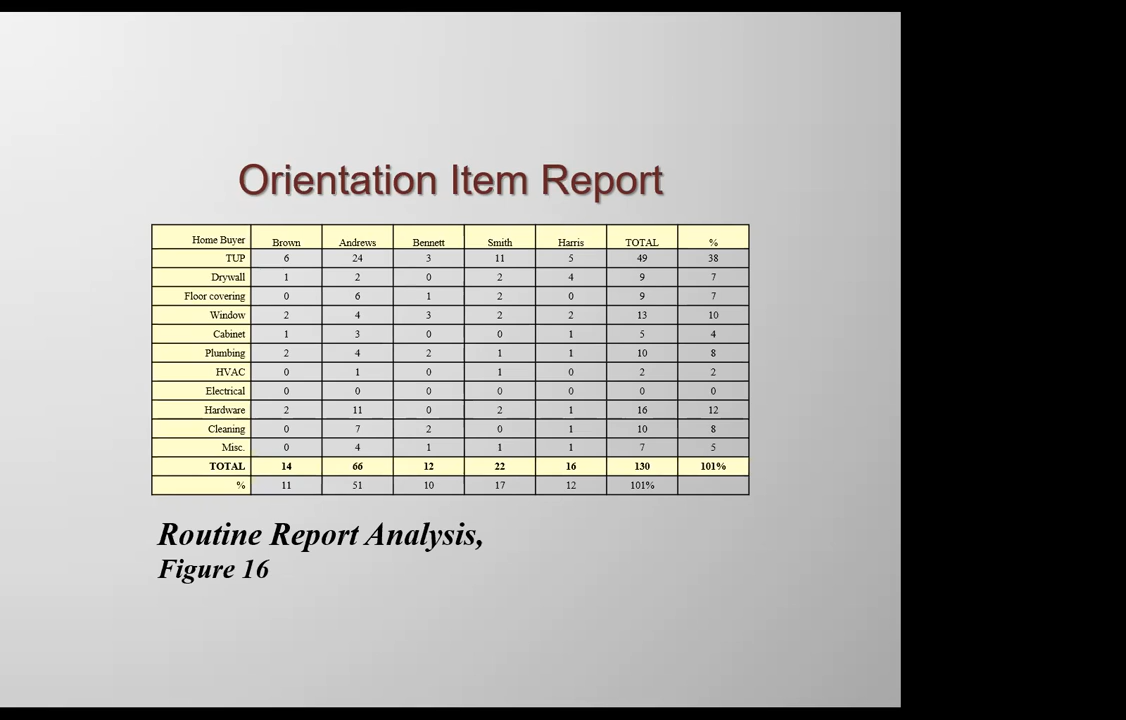 Orientation Item Report
Home Buyer Brown Andrews Bennett Smith Harris TOTAL %
TUP 6 24 3 11 5 49 38
Drywall 1 2 0 2 4 9 7
Floor covering 0 6 1 2 0 9 7
Window 2 4 3 2 2 13 10
Cabinet 1 3 0 0 1 5 4
Plumbing 2 4 2 1 1 10 8
HVAC 0 1 0 1 0 2 2
Electrical 0 0 0 0 0 0 0
Hardware 2 11 0 2 1 16 12
Cleaning 0 7 2 0 1 10 8
Misc. 0 4 1 1 1 7 5
TOTAL 14 66 12 22 16 130 101%
% 11 51 10 17 12 101%
Routine Report Analysis,
Figure 16